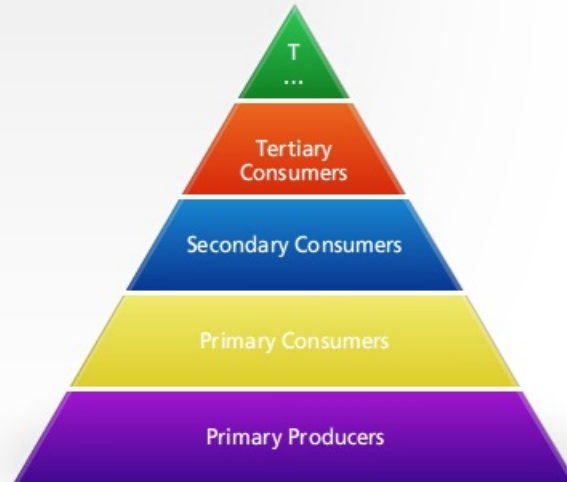 T
...
Tertiary
Consumers
Secondary Consumers
Primary Consumers
Primary Producers